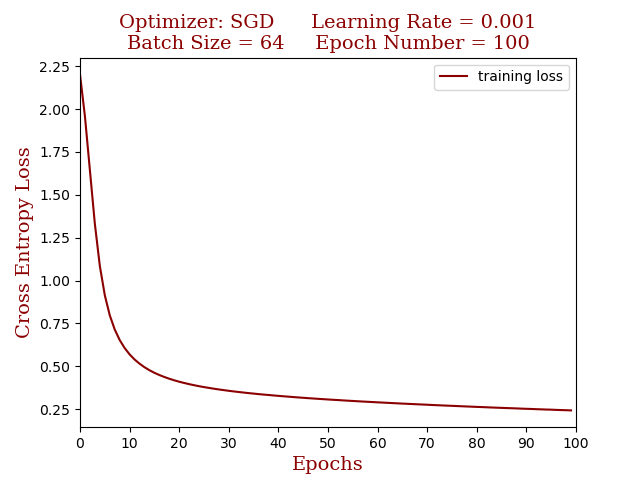 Optimizer: SGD      Learning Rate = 0.001
Batch Size = 64     Epoch Number = 100
training loss
2.25
2.00
1.75
1.50
1.25
1.00
0.75
0.50
0.25
Cross Entropy Loss
0 10 20 30 40 50 60 70 80 90 100
Epochs